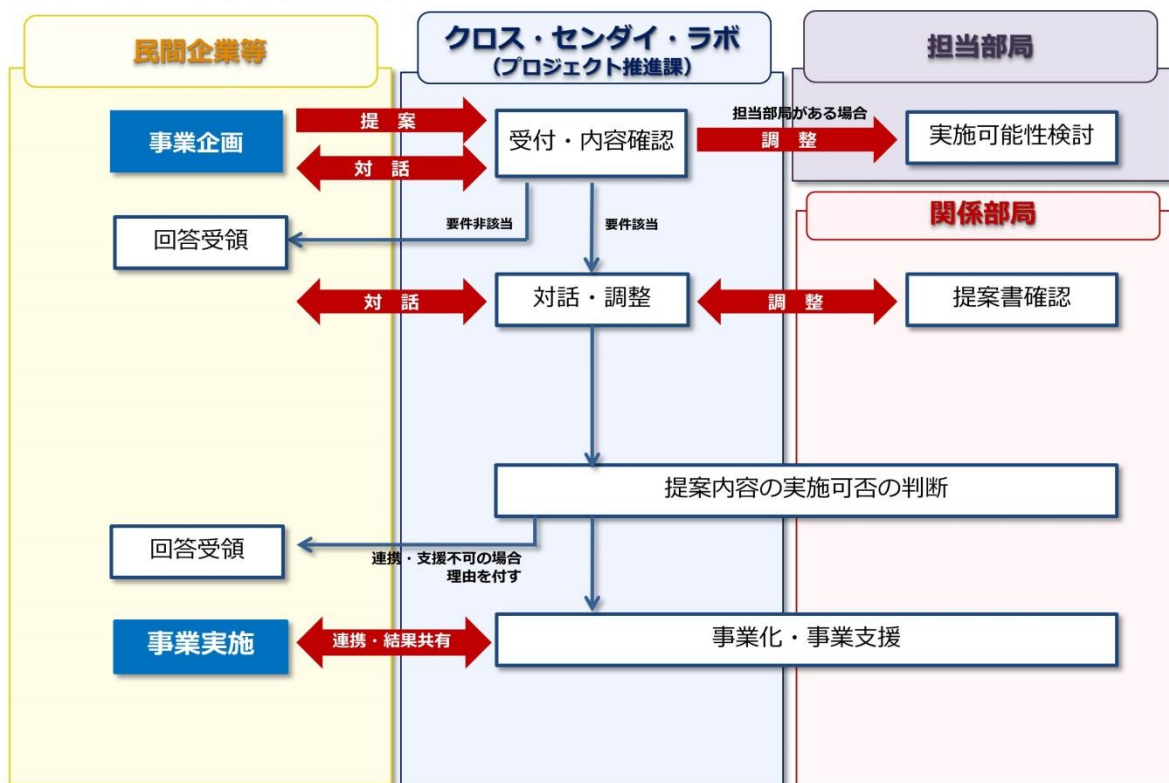 民間企業等
クロス・センダイ・ラボ
（プロジェクト推進課）
担当部局
事業企画
提 案
対 話
受付・内容確認
担当部局がある場合
調 整
実施可能性検討
関係部局
要件非該当
要件該当
回答受領
対 話
対話・調整
調 整
提案書確認
提案内容の実施可否の判断
回答受領
連携・支援不可の場合
理由を付す
事業実施
連携・結果共有
事業化・事業支援